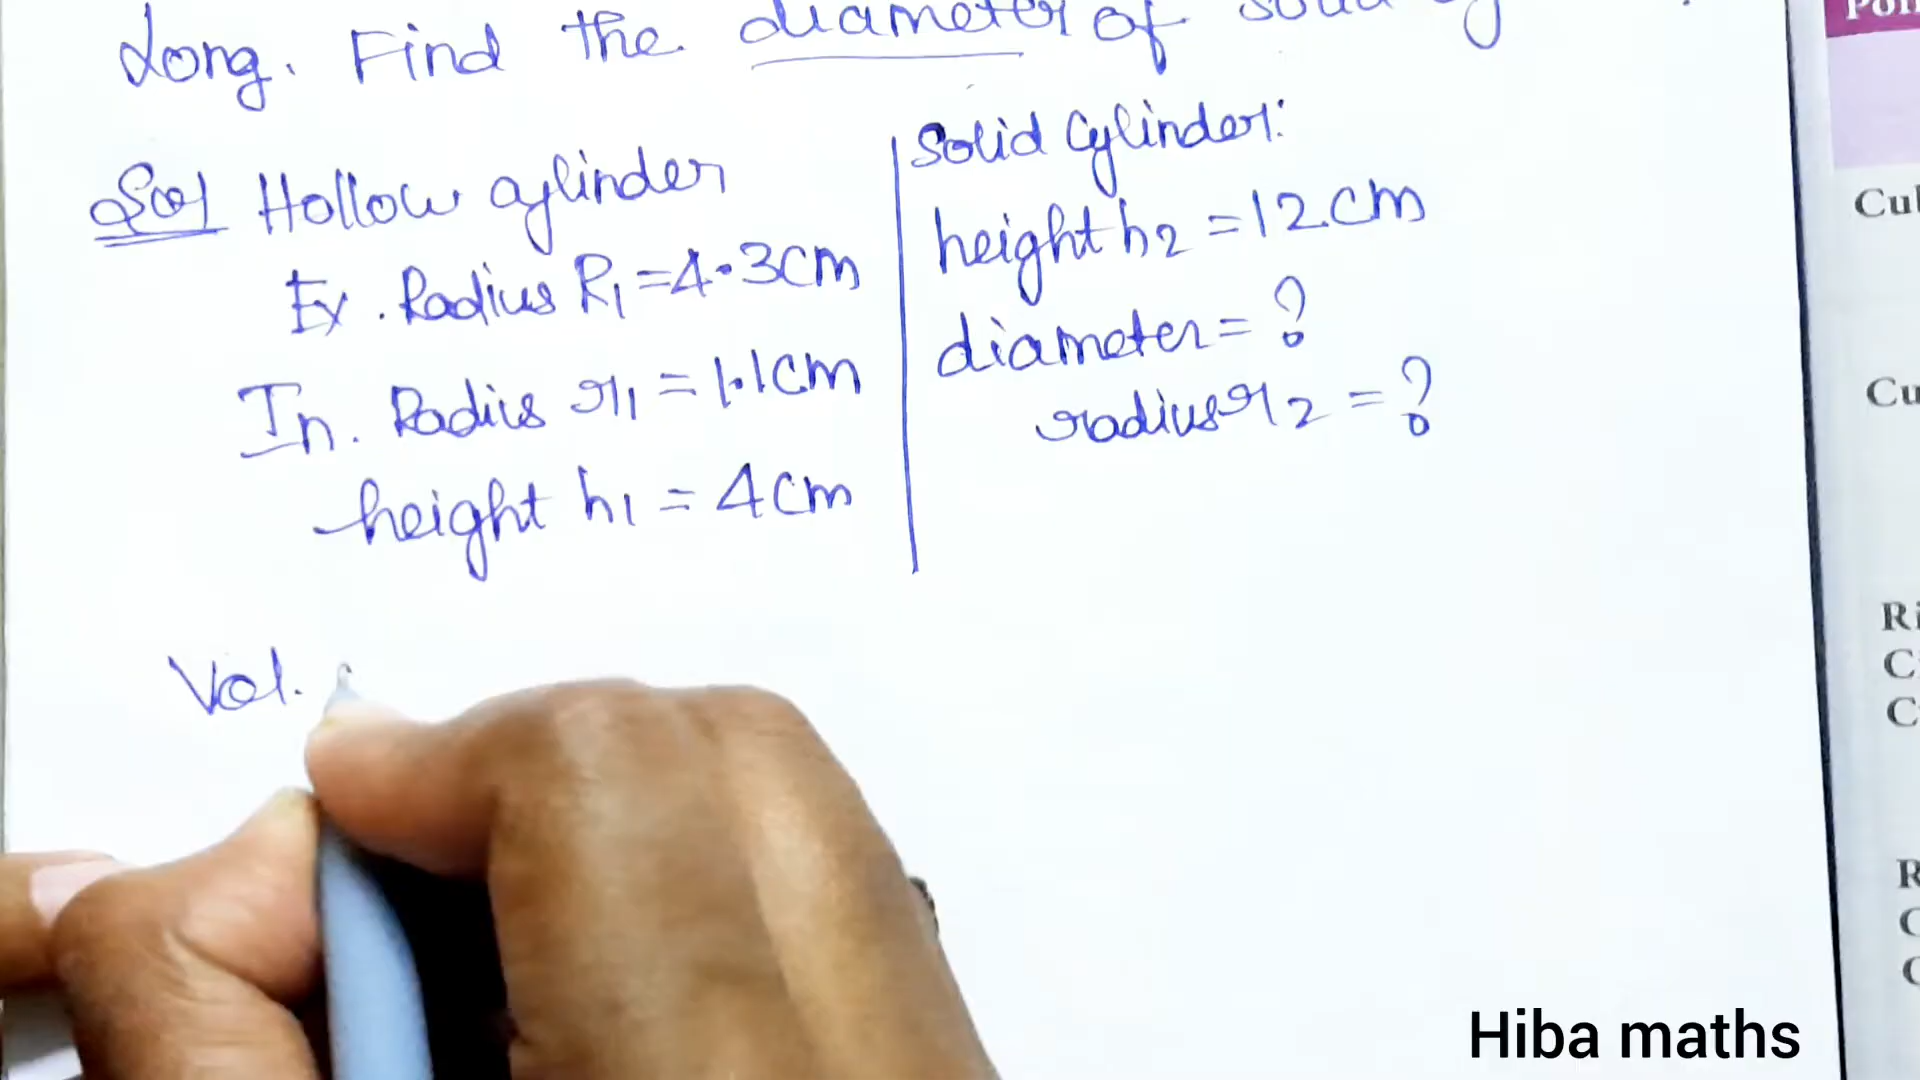 Long. Find the diameter of
Sol Hollow cylinder
Ex. Radius R1 = 4.3cm
In. Radius r1 = 1.1cm
height h1 = 4cm
Solid Cylinder:
height h2 = 12cm
diameter = ?
radius r2 = ?
Vol.
Hiba maths